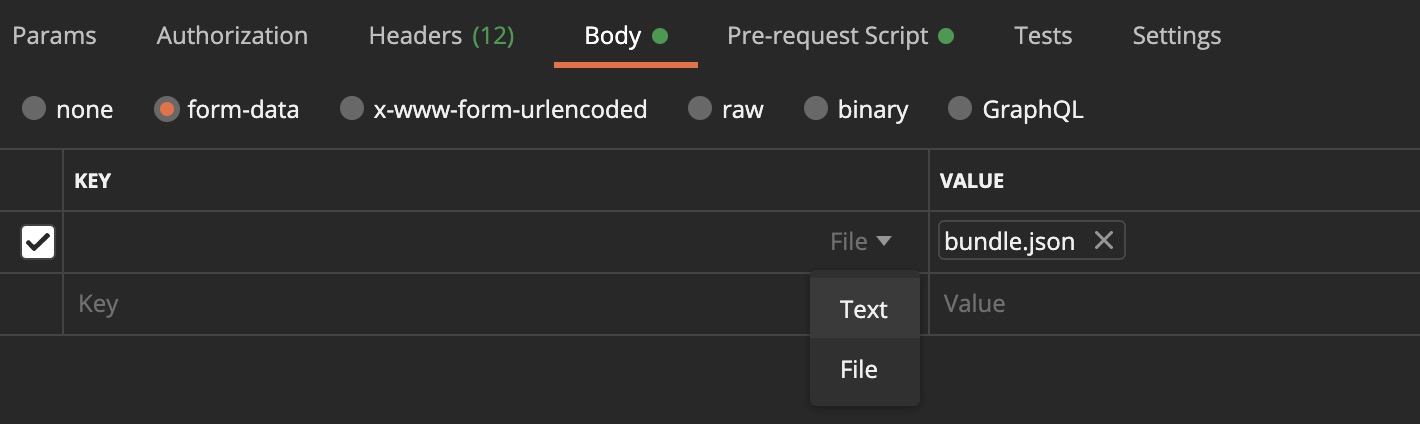 Params Authorization Headers (12) Body Pre-request Script Tests Settings
none form-data x-www-form-urlencoded raw binary GraphQL
KEY VALUE
File bundle.json
Key Value
Text
File